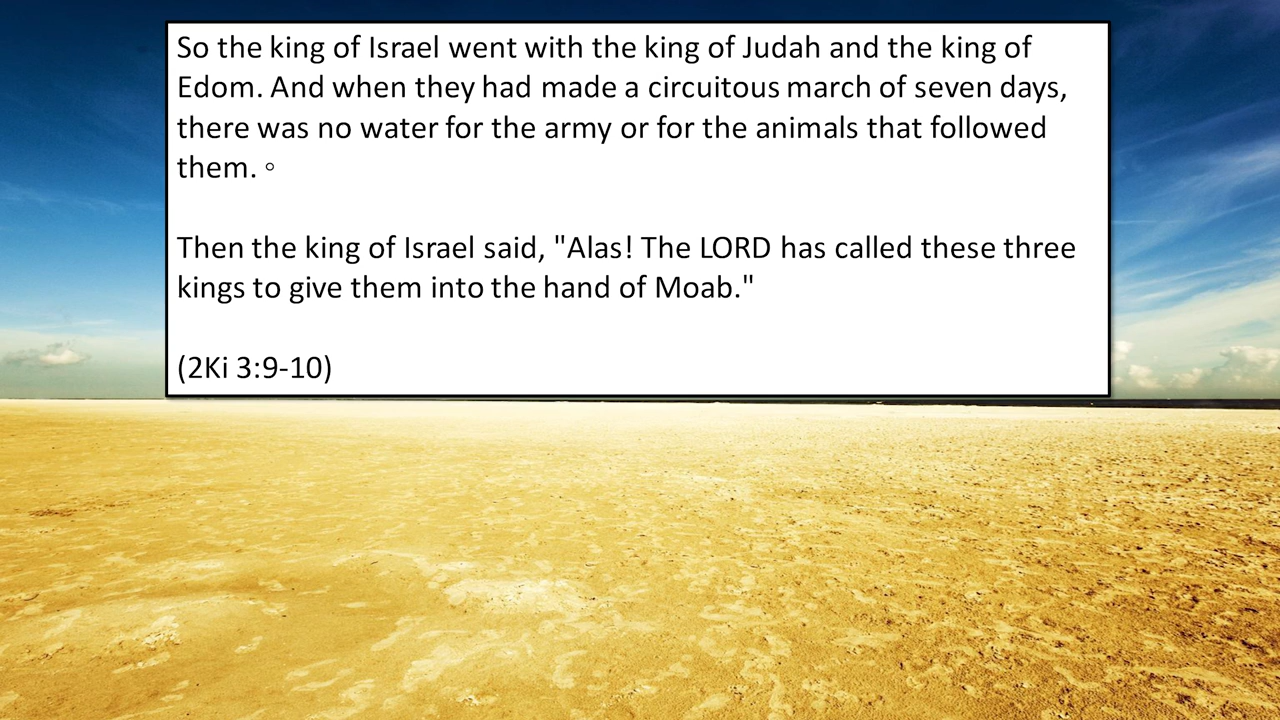 So the king of Israel went with the king of Judah and the king of
Edom. And when they had made a circuitous march of seven days,
there was no water for the army or for the animals that followed
them. ◦
Then the king of Israel said, "Alas! The LORD has called these three
kings to give them into the hand of Moab."
(2Ki 3:9-10)